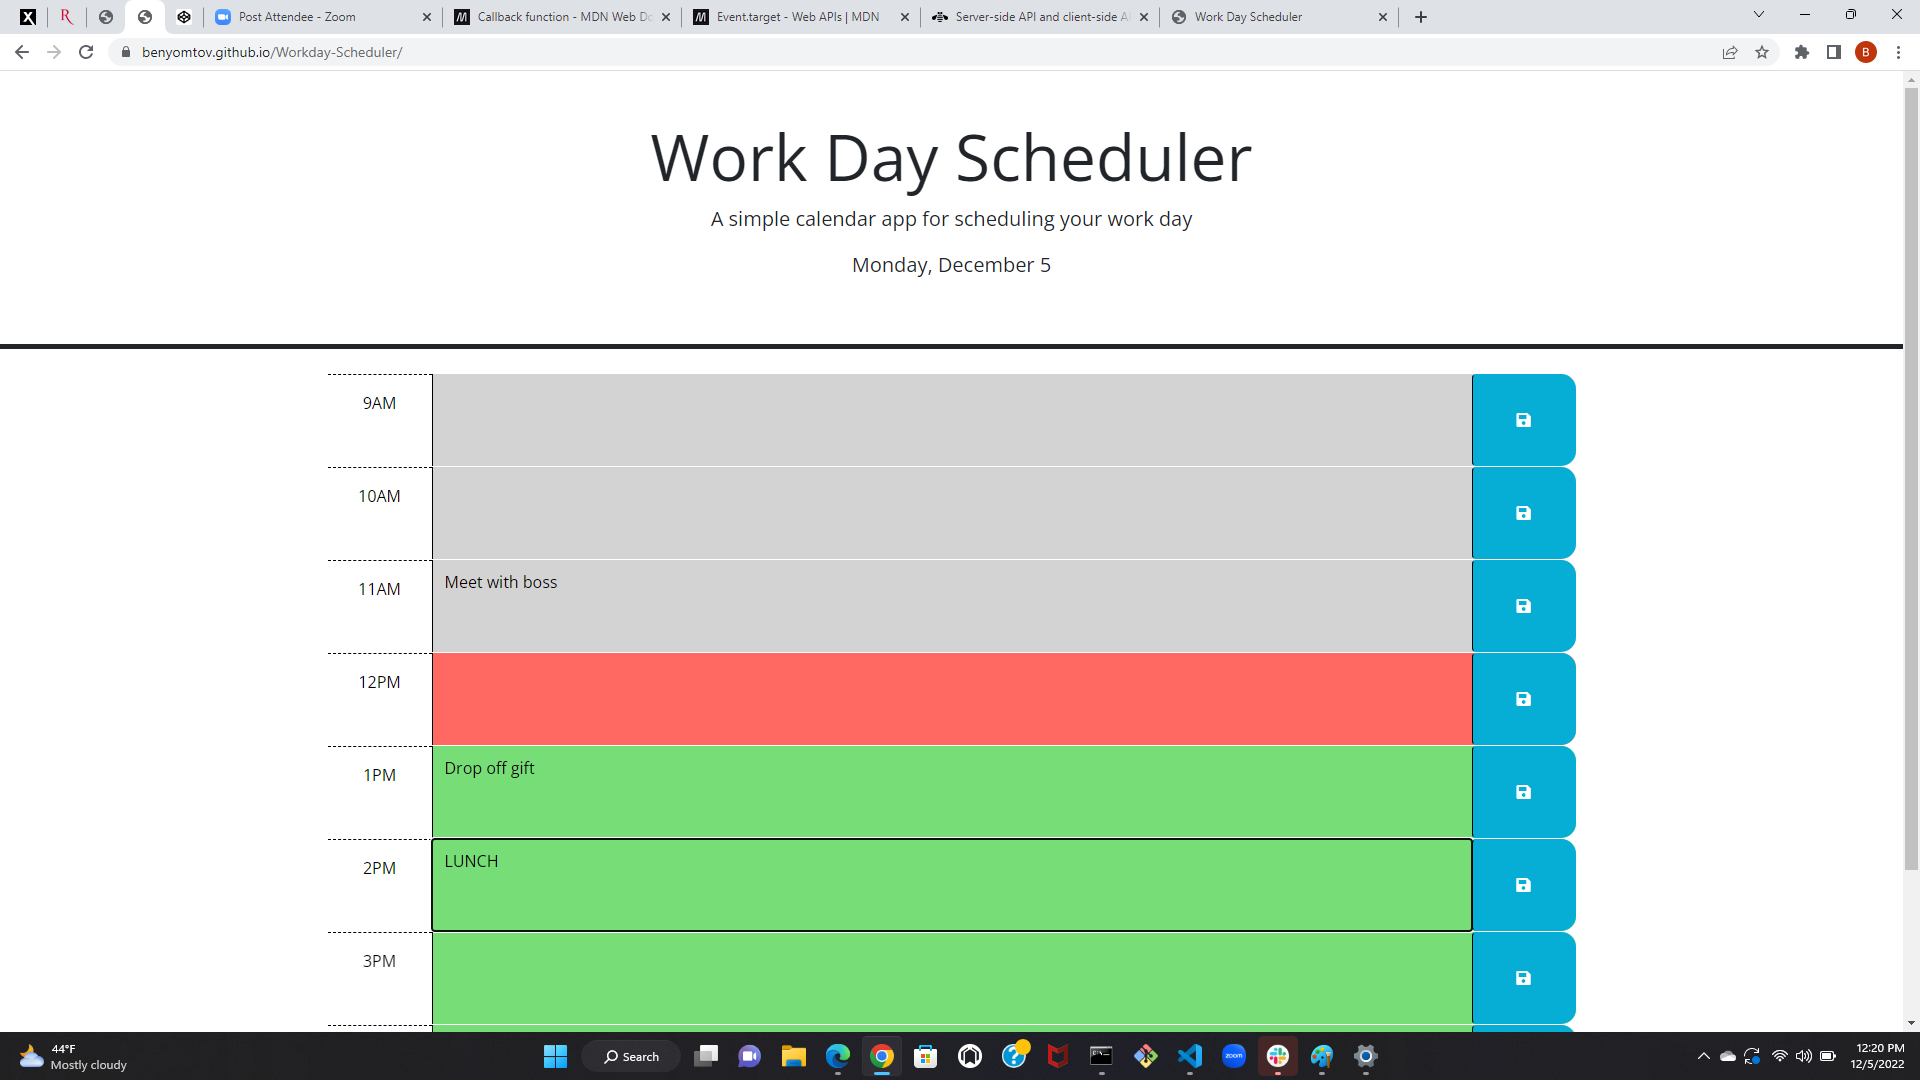 Post Attendee - Zoom
Callback function - MDN Web Do
Event.target - Web APIs | MDN
Server-side API and client-side A
Work Day Scheduler
benyomtov.github.io/Workday-Scheduler/
B
Work Day Scheduler
A simple calendar app for scheduling your work day
Monday, December 5
9AM
10AM
11AM
Meet with boss
12PM
1PM
Drop off gift
2PM
LUNCH
3PM
44°F
Mostly cloudy
Search
zoom
12:20 PM
12/5/2022